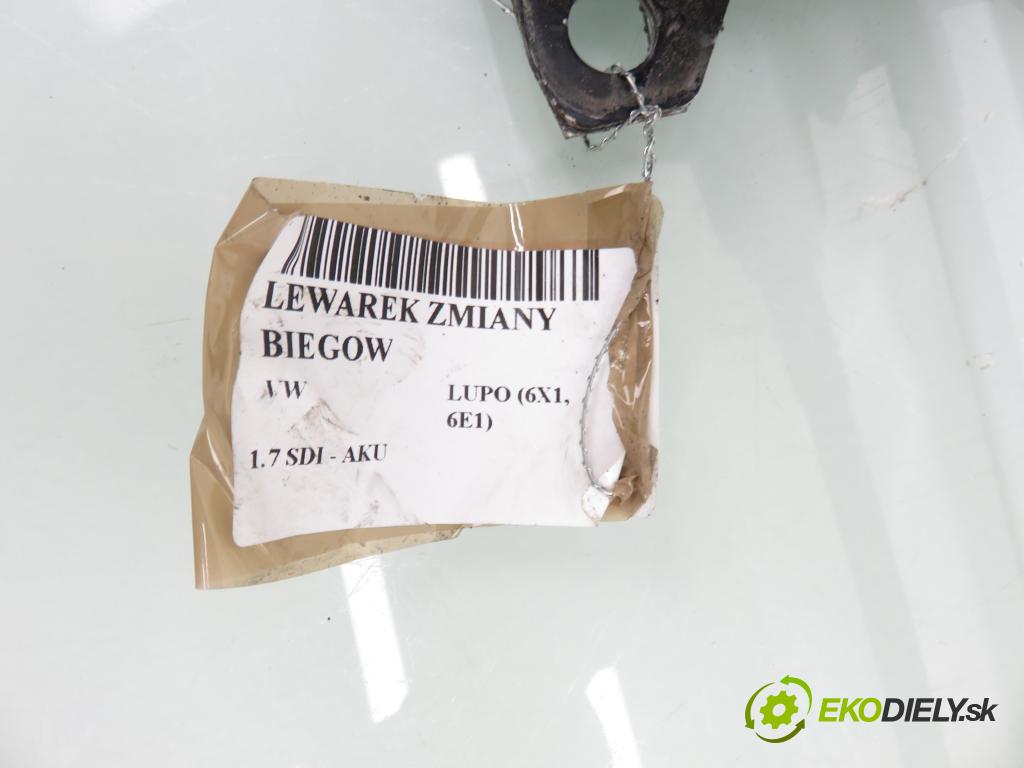 LEWAREK ZMIANY
BIEGOW
VW
LUPO (6X1,
6E1)
1.7 SDI - AKU
EKODIELY.sk